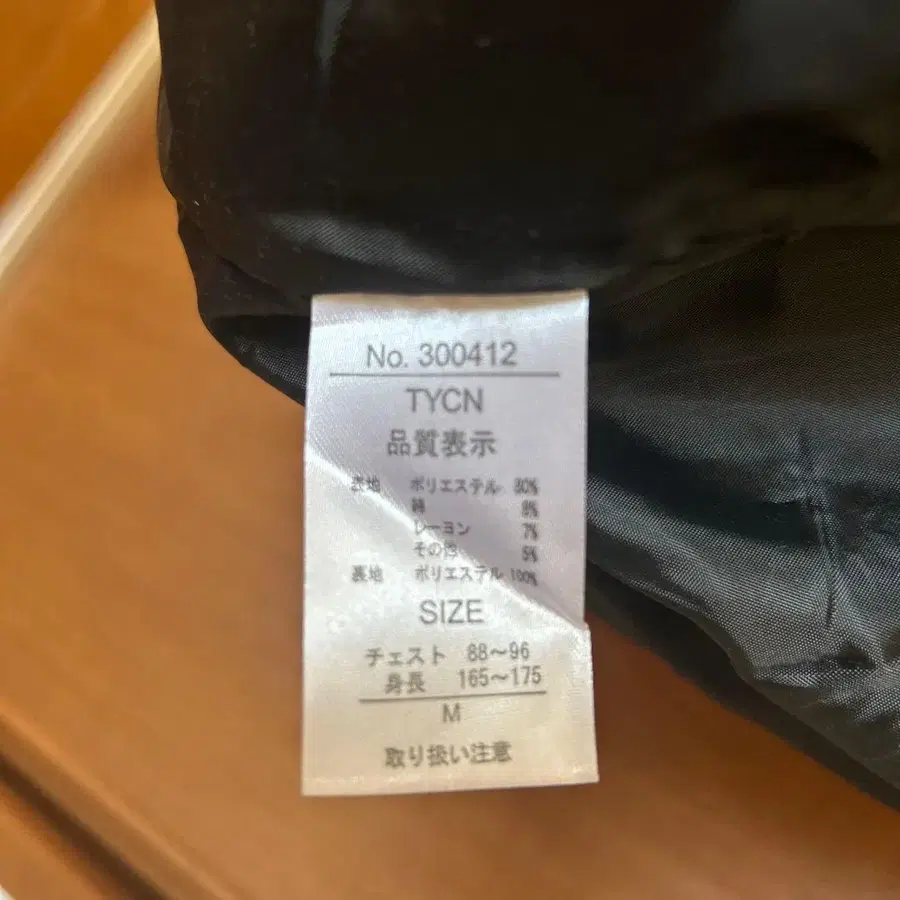 No. 300412
TYCN
品質表示
表地 ポリエステル 80%
綿 8%
レーヨン 7%
その他 5%
裏地 ポリエステル 100%
SIZE
チェスト 88〜96
身長 165〜175
M
取り扱い注意